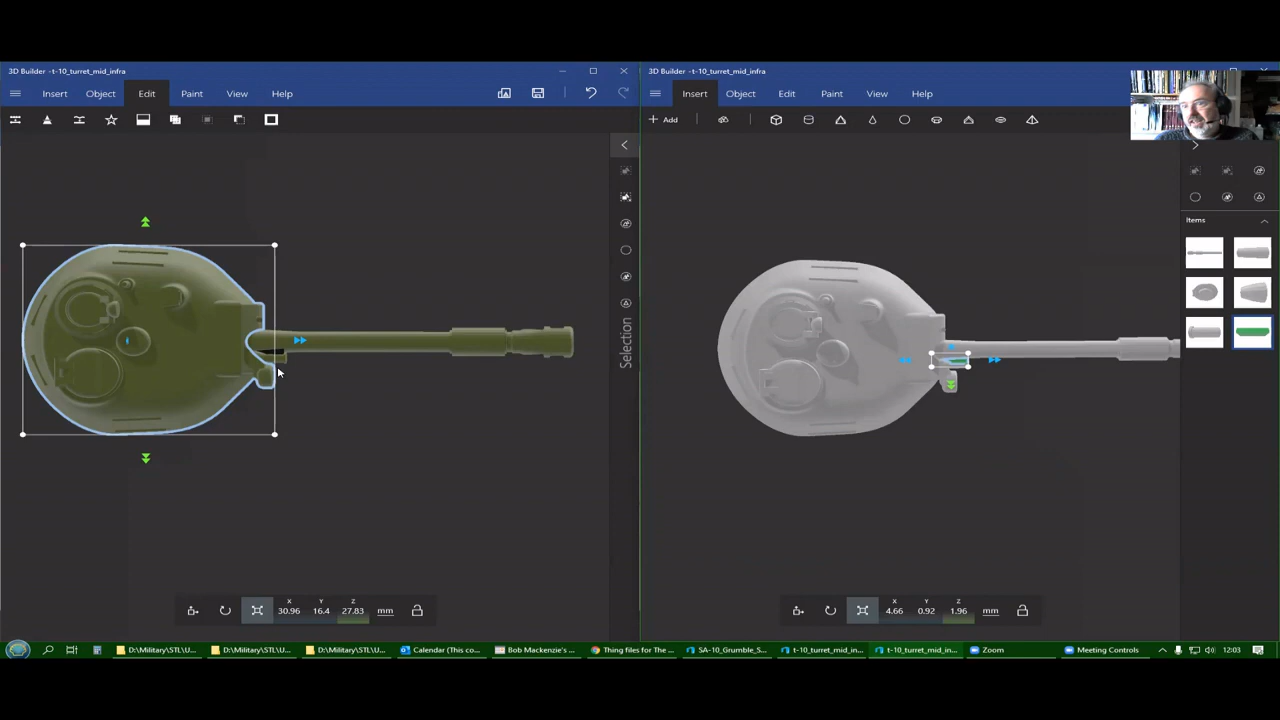 3D Builder - t-10_turret_mid_infra
Insert Object Edit Paint View Help
Selection
X Y Z
30.96 16.4 27.83 mm
3D Builder - t-10_turret_mid_infra
Insert Object Edit Paint View Help
Add
Items
X Y Z
4.66 0.92 1.96 mm
D:\Military\STL\U... D:\Military\STL\U... D:\Military\STL\U... Calendar (This co... Bob Mackenzie's ... Thing files for The ... SA-10_Grumble_S... t-10_turret_mid_in... t-10_turret_mid_in... Zoom Meeting Controls 12:03